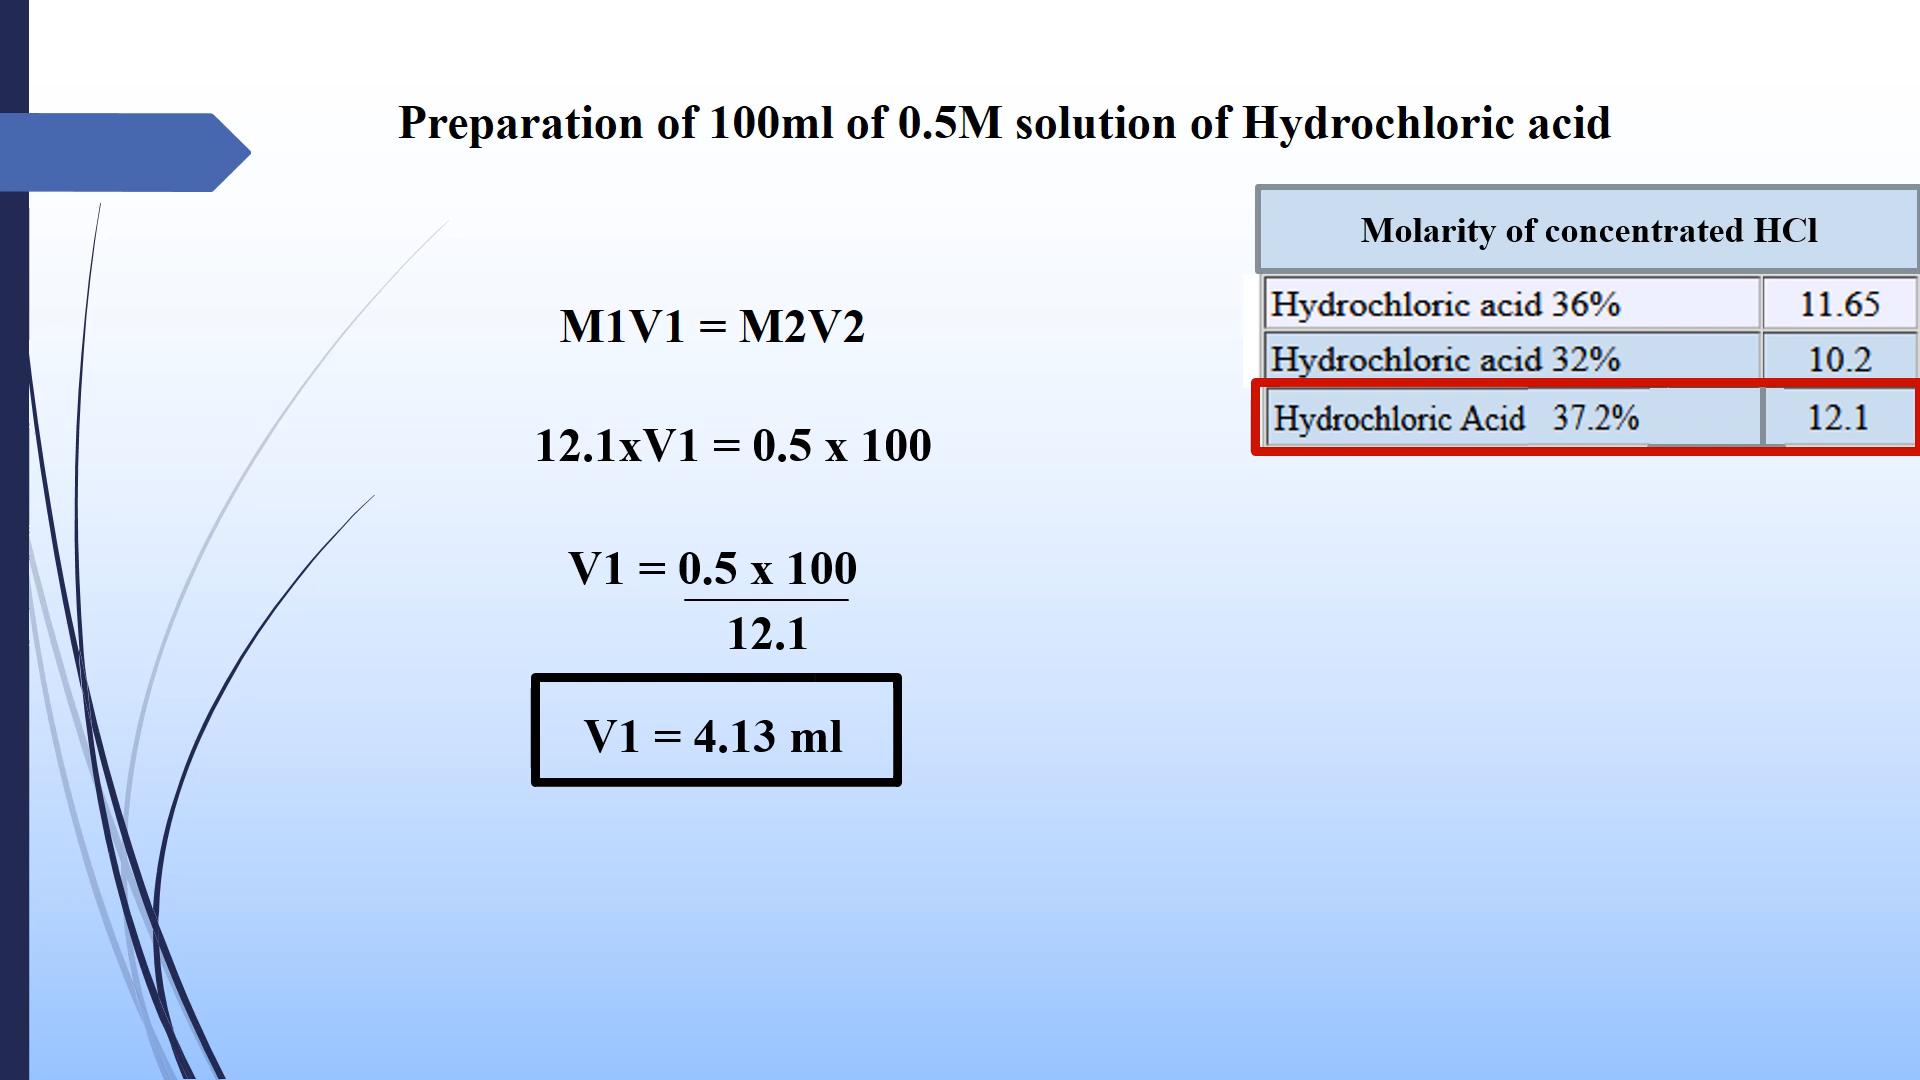 Preparation of 100ml of 0.5M solution of Hydrochloric acid
Molarity of concentrated HCl
Hydrochloric acid 36% 11.65
Hydrochloric acid 32% 10.2
Hydrochloric Acid 37.2% 12.1
M1V1 = M2V2
12.1xV1 = 0.5 x 100
V1 = 0.5 x 100
12.1
V1 = 4.13 ml